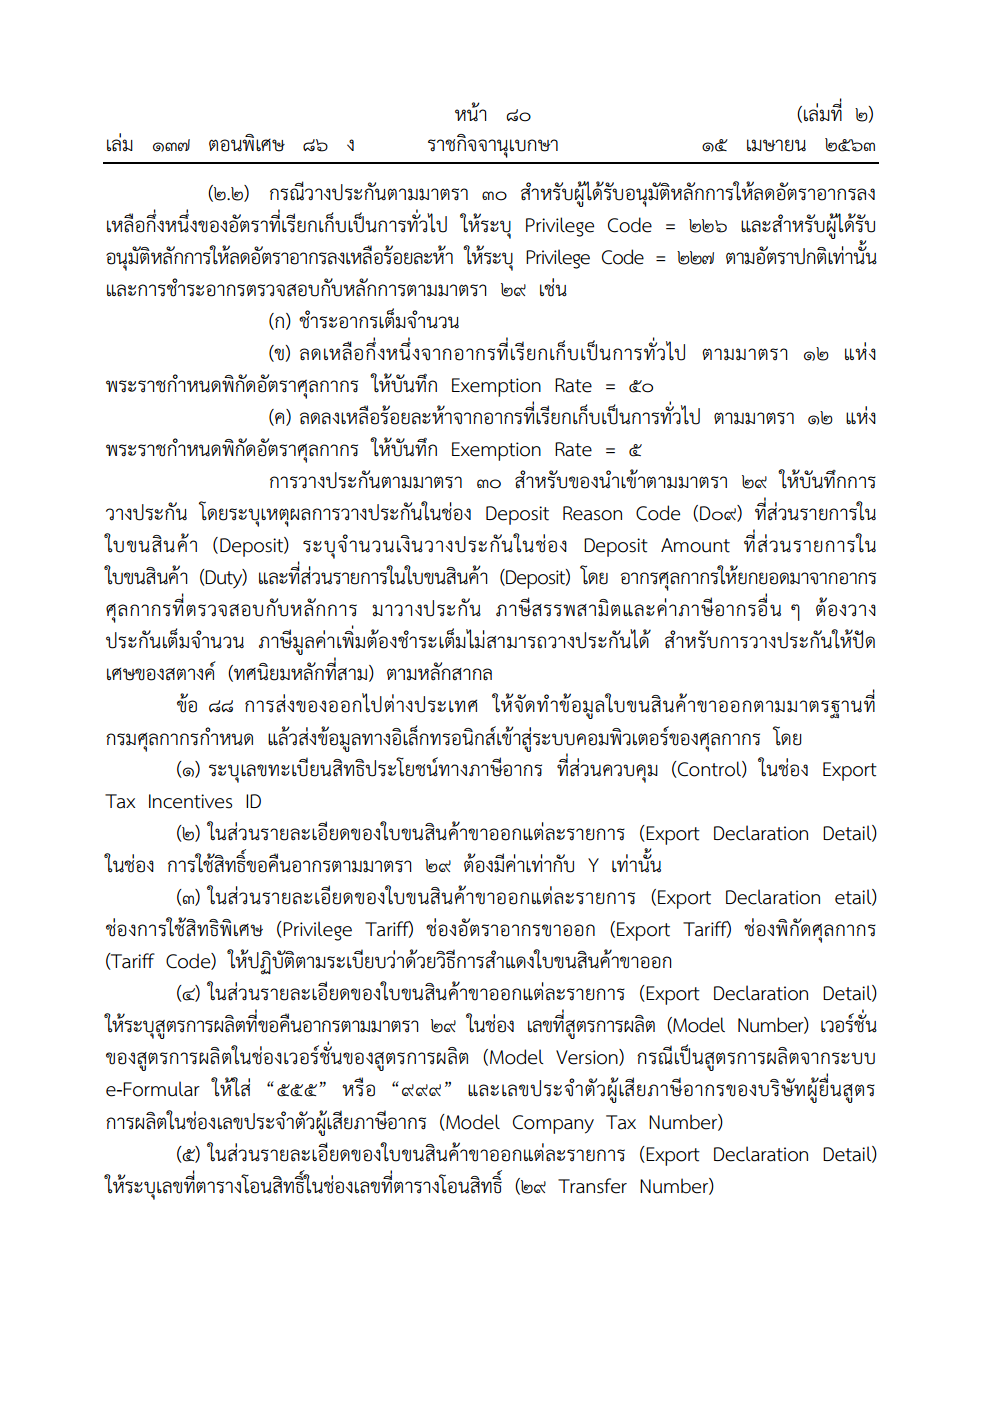 หน้า ๘๐ (เล่มที่ ๒)
เล่ม ๑๓๗ ตอนพิเศษ ๘๖ ง ราชกิจจานุเบกษา ๑๕ เมษายน ๒๕๖๓
(๒.๒) กรณีวางประกันตามมาตรา ๓๐ สำหรับผู้ได้รับอนุมัติหลักการให้ลดอัตราอากรลง
เหลือกึ่งหนึ่งของอัตราที่เรียกเก็บเป็นการทั่วไป ให้ระบุ Privilege Code = ๒๒๖ และสำหรับผู้ได้รับ
อนุมัติหลักการให้ลดอัตราอากรลงเหลือร้อยละห้า ให้ระบุ Privilege Code = ๒๒๗ ตามอัตราปกติเท่านั้น
และการชำระอากรตรวจสอบกับหลักการตามมาตรา ๒๙ เช่น
(ก) ชำระอากรเต็มจำนวน
(ข) ลดเหลือกึ่งหนึ่งจากอากรที่เรียกเก็บเป็นการทั่วไป ตามมาตรา ๑๒ แห่ง
พระราชกำหนดพิกัดอัตราศุลกากร ให้บันทึก Exemption Rate = ๕๐
(ค) ลดลงเหลือร้อยละห้าจากอากรที่เรียกเก็บเป็นการทั่วไป ตามมาตรา ๑๒ แห่ง
พระราชกำหนดพิกัดอัตราศุลกากร ให้บันทึก Exemption Rate = ๕
การวางประกันตามมาตรา ๓๐ สำหรับของนำเข้าตามมาตรา ๒๙ ให้บันทึกการ
วางประกัน โดยระบุเหตุผลการวางประกันในช่อง Deposit Reason Code (D๐๙) ที่ส่วนรายการใน
ใบขนสินค้า (Deposit) ระบุจำนวนเงินวางประกันในช่อง Deposit Amount ที่ส่วนรายการใน
ใบขนสินค้า (Duty) และที่ส่วนรายการในใบขนสินค้า (Deposit) โดย อากรศุลกากรให้ยกยอดมาจากอากร
ศุลกากรที่ตรวจสอบกับหลักการ มาวางประกัน ภาษีสรรพสามิตและค่าภาษีอากรอื่น ๆ ต้องวาง
ประกันเต็มจำนวน ภาษีมูลค่าเพิ่มต้องชำระเต็มไม่สามารถวางประกันได้ สำหรับการวางประกันให้ปัด
เศษของสตางค์ (ทศนิยมหลักที่สาม) ตามหลักสากล
ข้อ ๘๘ การส่งของออกไปต่างประเทศ ให้จัดทำข้อมูลใบขนสินค้าขาออกตามมาตรฐานที่
กรมศุลกากรกำหนด แล้วส่งข้อมูลทางอิเล็กทรอนิกส์เข้าสู่ระบบคอมพิวเตอร์ของศุลกากร โดย
(๑) ระบุเลขทะเบียนสิทธิประโยชน์ทางภาษีอากร ที่ส่วนควบคุม (Control) ในช่อง Export
Tax Incentives ID
(๒) ในส่วนรายละเอียดของใบขนสินค้าขาออกแต่ละรายการ (Export Declaration Detail)
ในช่อง การใช้สิทธิ์ขอคืนอากรตามมาตรา ๒๙ ต้องมีค่าเท่ากับ Y เท่านั้น
(๓) ในส่วนรายละเอียดของใบขนสินค้าขาออกแต่ละรายการ (Export Declaration etail)
ช่องการใช้สิทธิพิเศษ (Privilege Tariff) ช่องอัตราอากรขาออก (Export Tariff) ช่องพิกัดศุลกากร
(Tariff Code) ให้ปฏิบัติตามระเบียบว่าด้วยวิธีการสำแดงใบขนสินค้าขาออก
(๔) ในส่วนรายละเอียดของใบขนสินค้าขาออกแต่ละรายการ (Export Declaration Detail)
ให้ระบุสูตรการผลิตที่ขอคืนอากรตามมาตรา ๒๙ ในช่อง เลขที่สูตรการผลิต (Model Number) เวอร์ชั่น
ของสูตรการผลิตในช่องเวอร์ชั่นของสูตรการผลิต (Model Version) กรณีเป็นสูตรการผลิตจากระบบ
e-Formular ให้ใส่ “๕๕๕” หรือ “๙๙๙” และเลขประจำตัวผู้เสียภาษีอากรของบริษัทผู้ยื่นสูตร
การผลิตในช่องเลขประจำตัวผู้เสียภาษีอากร (Model Company Tax Number)
(๕) ในส่วนรายละเอียดของใบขนสินค้าขาออกแต่ละรายการ (Export Declaration Detail)
ให้ระบุเลขที่ตารางโอนสิทธิ์ในช่องเลขที่ตารางโอนสิทธิ์ (๒๙ Transfer Number)